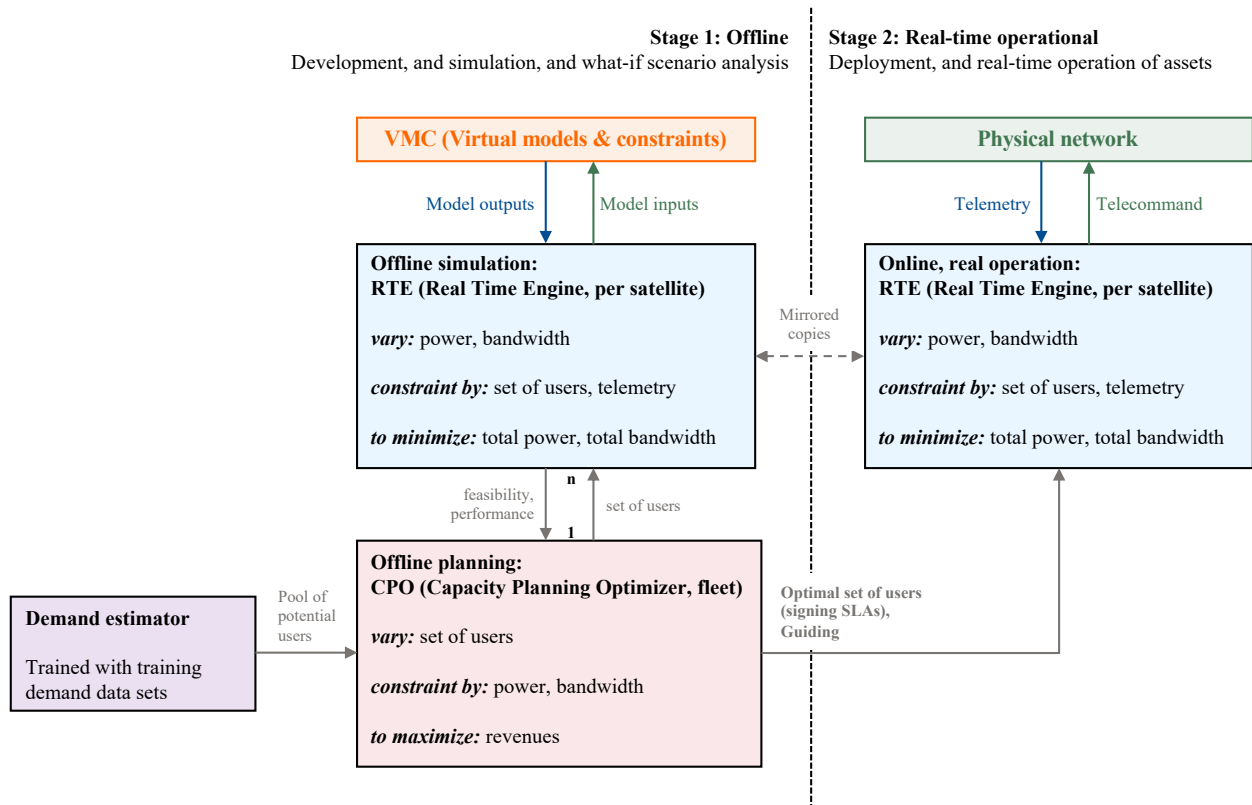 Stage 1: Offline
Development, and simulation, and what-if scenario analysis
Stage 2: Real-time operational
Deployment, and real-time operation of assets
VMC (Virtual models & constraints)
Physical network
Model outputs
Model inputs
Telemetry
Telecommand
Offline simulation:
RTE (Real Time Engine, per satellite)
vary: power, bandwidth
constraint by: set of users, telemetry
to minimize: total power, total bandwidth
Mirrored
copies
Online, real operation:
RTE (Real Time Engine, per satellite)
vary: power, bandwidth
constraint by: set of users, telemetry
to minimize: total power, total bandwidth
feasibility,
performance
n
1
set of users
Offline planning:
CPO (Capacity Planning Optimizer, fleet)
vary: set of users
constraint by: power, bandwidth
to maximize: revenues
Demand estimator
Trained with training
demand data sets
Pool of
potential
users
Optimal set of users
(signing SLAs),
Guiding